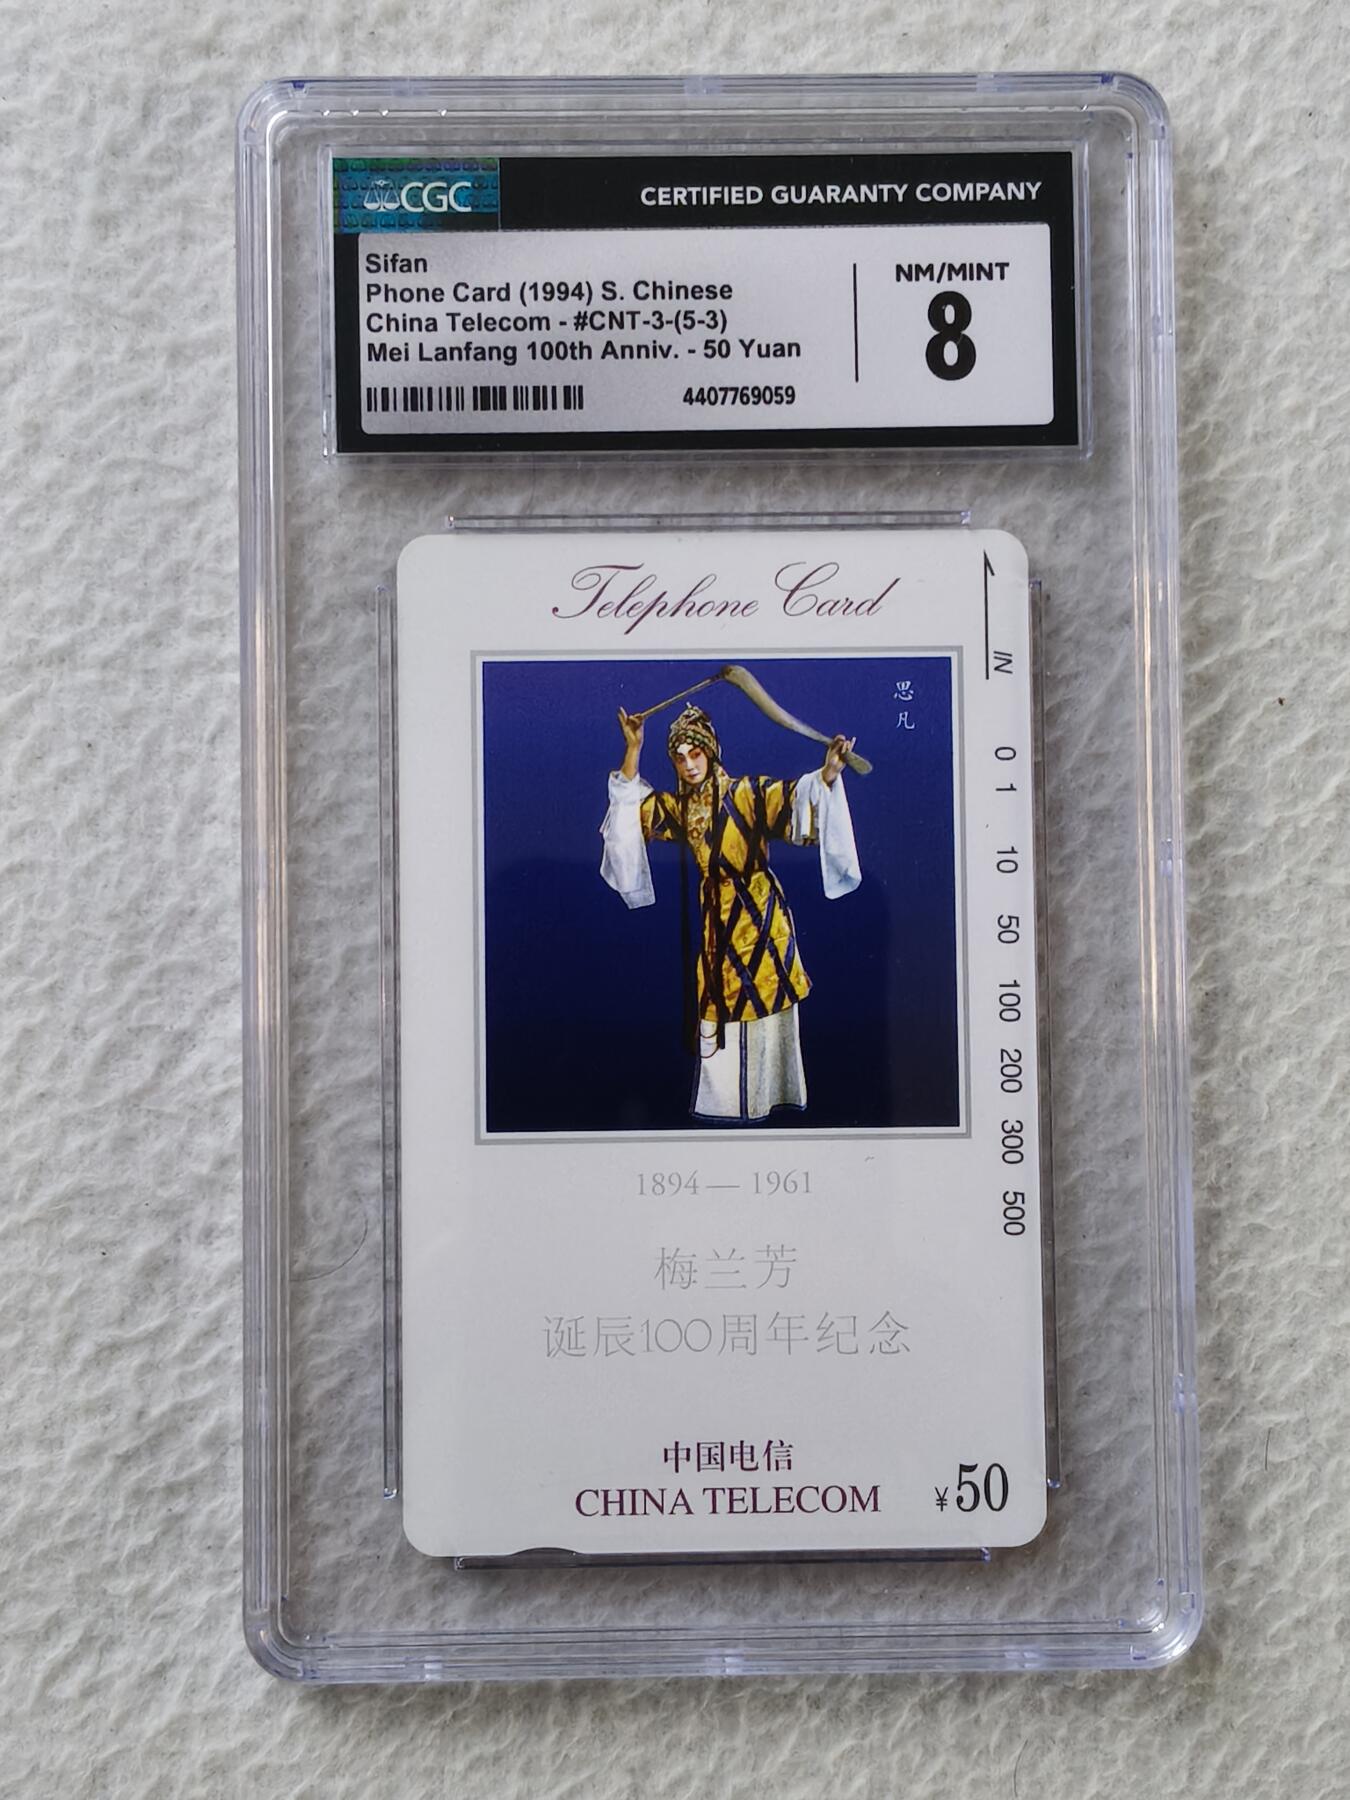 CGC
CERTIFIED GUARANTY COMPANY
Sifan
Phone Card (1994) S. Chinese
China Telecom - #CNT-3-(5-3)
Mei Lanfang 100th Anniv. - 50 Yuan
4407769059
NM/MINT
8
Telephone Card
思凡
IN
0 1 10 50 100 200 300 500
1894—1961
梅兰芳
诞辰100周年纪念
中国电信
CHINA TELECOM
¥50